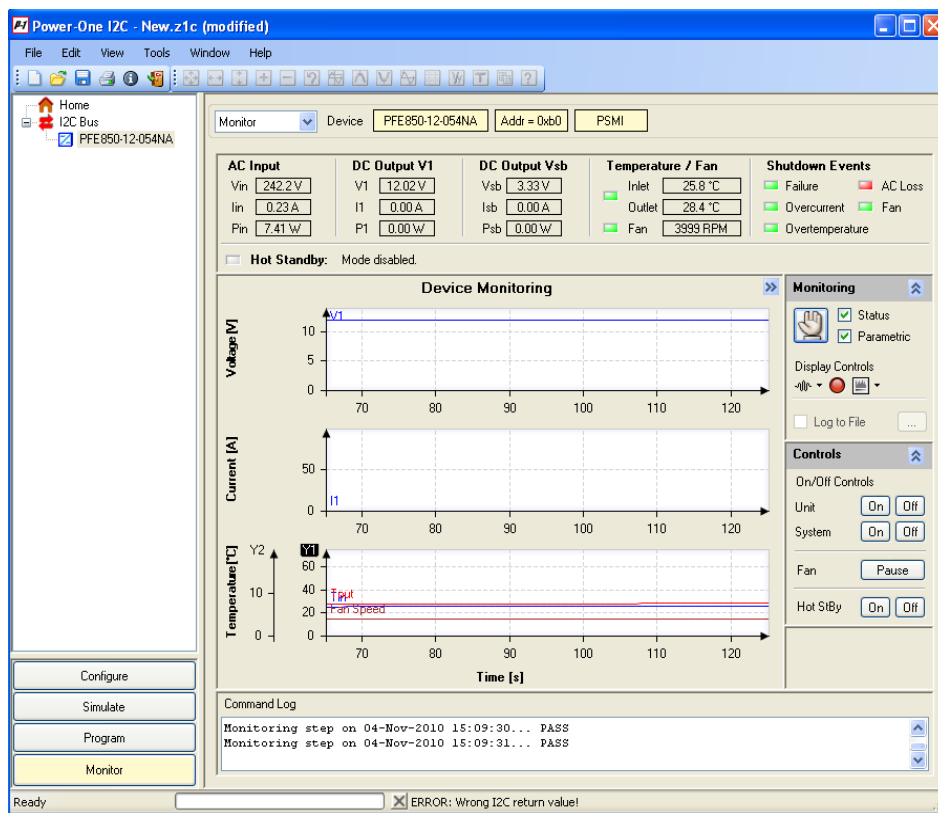 Power-One I2C - New.z1c (modified)
File Edit View Tools Window Help
Home
I2C Bus
PFE850-12-054NA
Monitor Device PFE850-12-054NA Addr = 0xb0 PSMI
AC Input DC Output V1 DC Output Vsb Temperature / Fan Shutdown Events
Vin 242.2 V V1 12.02 V Vsb 3.33 V Inlet 25.8 °C Failure AC Loss
Iin 0.23 A I1 0.00 A Isb 0.00 A Outlet 28.4 °C Overcurrent Fan
Pin 7.41 W P1 0.00 W Psb 0.00 W Fan 3999 RPM Overtemperature
Hot Standby: Mode disabled.
Device Monitoring
Voltage [V]
V1
10
5
0
70 80 90 100 110 120
Current [A]
50
I1
0
70 80 90 100 110 120
Temperature [°C]
Y2 Y1
60
10 40
20
0 0
Tput
Tin
Fan Speed
70 80 90 100 110 120
Time [s]
Monitoring
Status
Parametric
Display Controls
Log to File ...
Controls
On/Off Controls
Unit On Off
System On Off
Fan Pause
Hot StBy On Off
Configure
Simulate
Program
Monitor
Command Log
Monitoring step on 04-Nov-2010 15:09:30... PASS
Monitoring step on 04-Nov-2010 15:09:31... PASS
Ready ERROR: Wrong I2C return value!